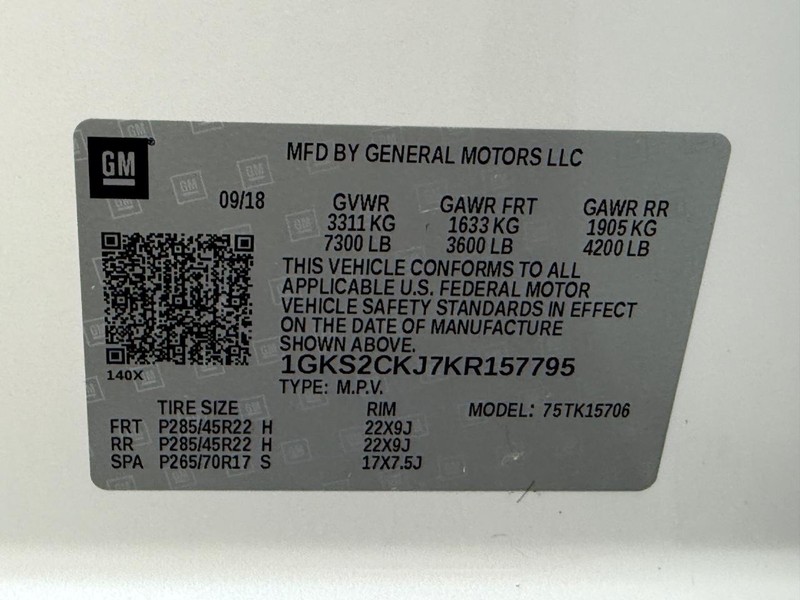 GM
MFD BY GENERAL MOTORS LLC
09/18 GVWR GAWR FRT GAWR RR
3311 KG 1633 KG 1905 KG
7300 LB 3600 LB 4200 LB
THIS VEHICLE CONFORMS TO ALL
APPLICABLE U.S. FEDERAL MOTOR
VEHICLE SAFETY STANDARDS IN EFFECT
ON THE DATE OF MANUFACTURE
SHOWN ABOVE.
1GKS2CKJ7KR157795
140X
TYPE: M.P.V.
TIRE SIZE RIM MODEL: 75TK15706
FRT P285/45R22 H 22X9J
RR P285/45R22 H 22X9J
SPA P265/70R17 S 17X7.5J